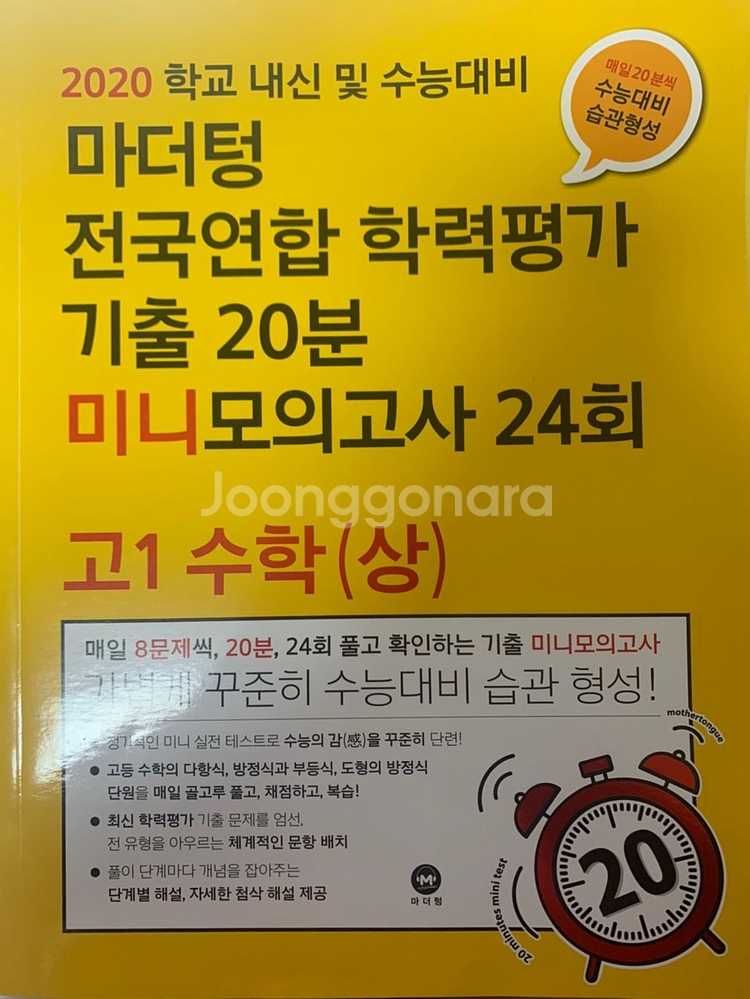 2020 학교 내신 및 수능대비
매일 20분씩
수능대비
습관형성
마더텅
전국연합 학력평가
기출 20분
미니모의고사 24회
Joonggonara
고1 수학(상)
매일 8문제씩, 20분, 24회 풀고 확인하는 기출 미니모의고사
가볍게 꾸준히 수능대비 습관 형성!
정기적인 미니 실전 테스트로 수능의 감(感)을 꾸준히 단련!
고등 수학의 다항식, 방정식과 부등식, 도형의 방정식
단원을 매일 골고루 풀고, 채점하고, 복습!
최신 학력평가 기출 문제를 엄선,
전 유형을 아우르는 체계적인 문항 배치
풀이 단계마다 개념을 잡아주는
단계별 해설, 자세한 첨삭 해설 제공
M
마더텅
mothertongue
20
20 minutes mini test